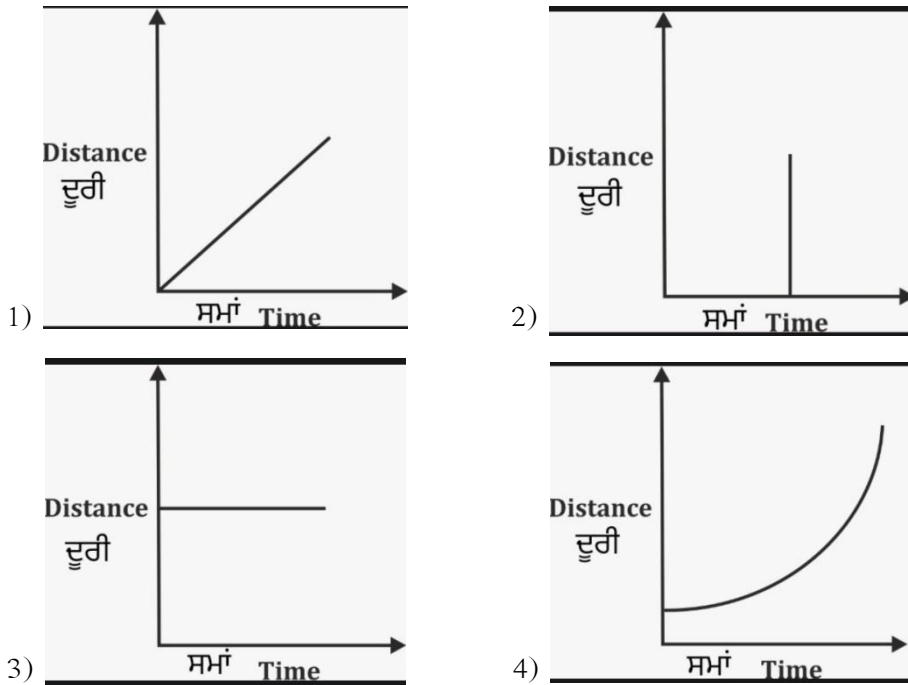 Distance
ਦੂਰੀ
1) ਸਮਾਂ Time
Distance
ਦੂਰੀ
2) ਸਮਾਂ Time
Distance
ਦੂਰੀ
3) ਸਮਾਂ Time
Distance
ਦੂਰੀ
4) ਸਮਾਂ Time